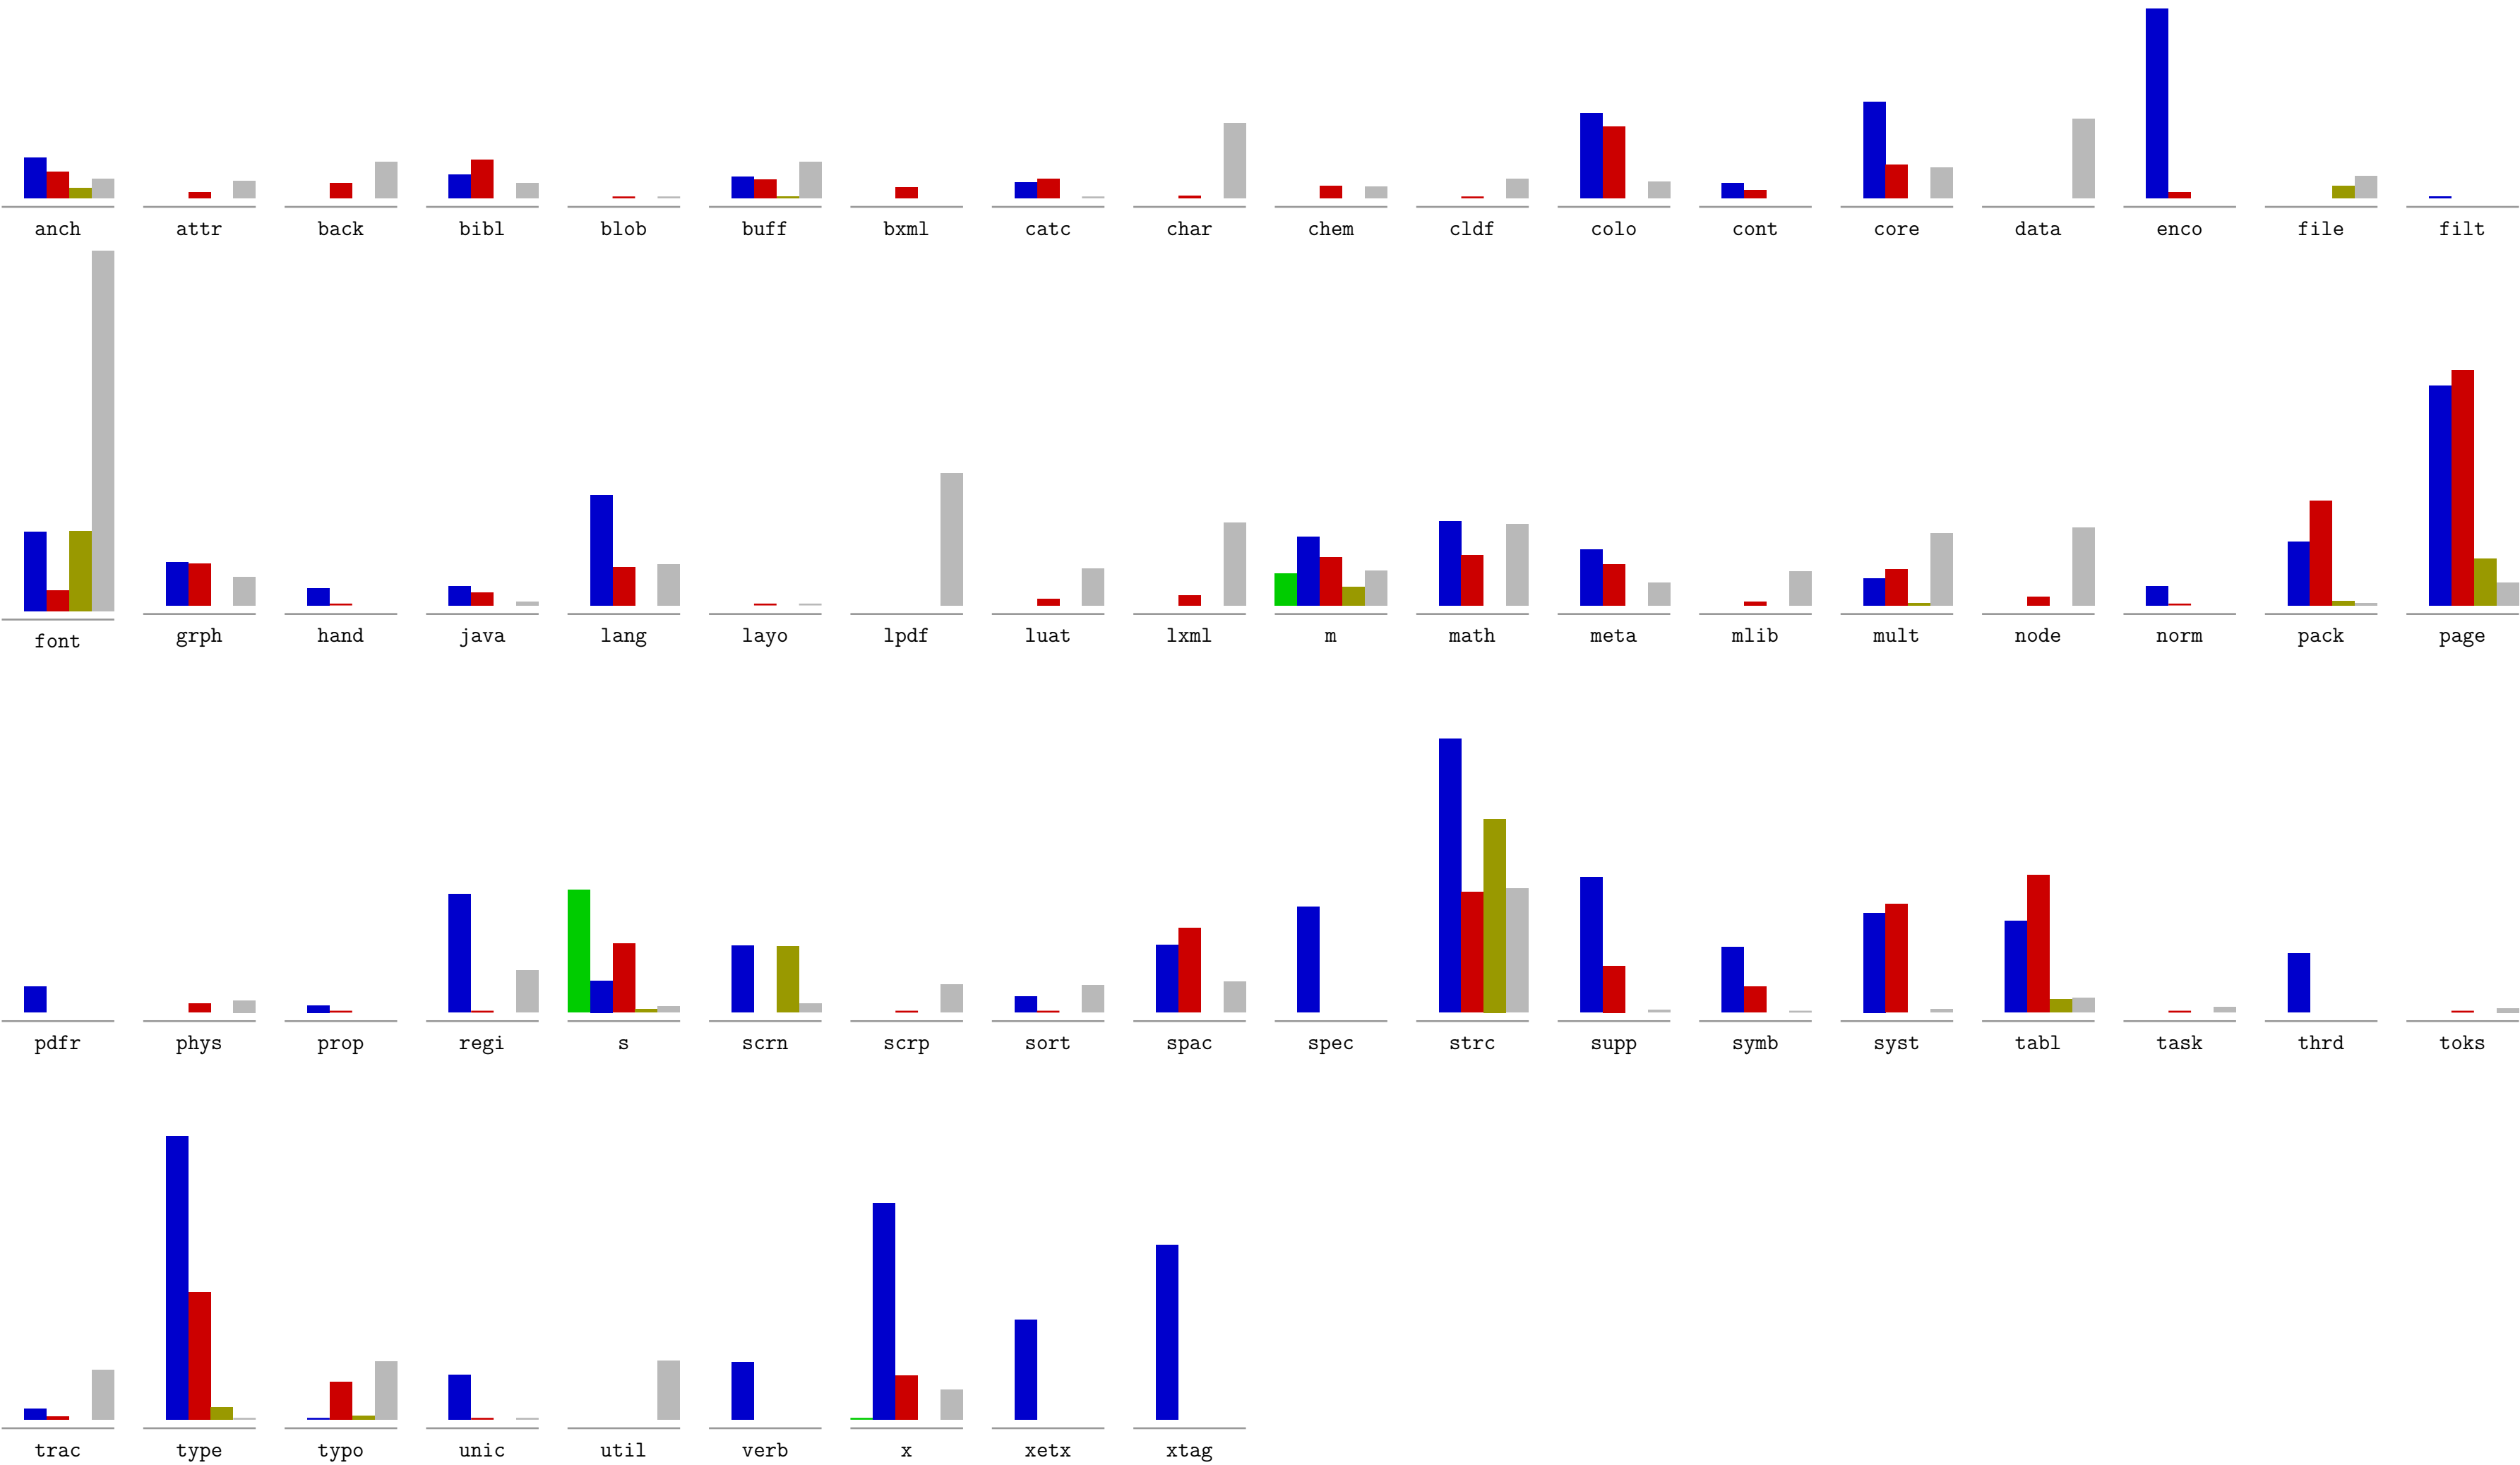 anch attr back bibl blob buff bxml catc char chem cldf colo cont core data enco file filt
font grph hand java lang layo lpdf luat lxml m math meta mlib mult node norm pack page
pdfr phys prop regi s scrn scrp sort spac spec strc supp symb syst tabl task thrd toks
trac type typo unic util verb x xetx xtag